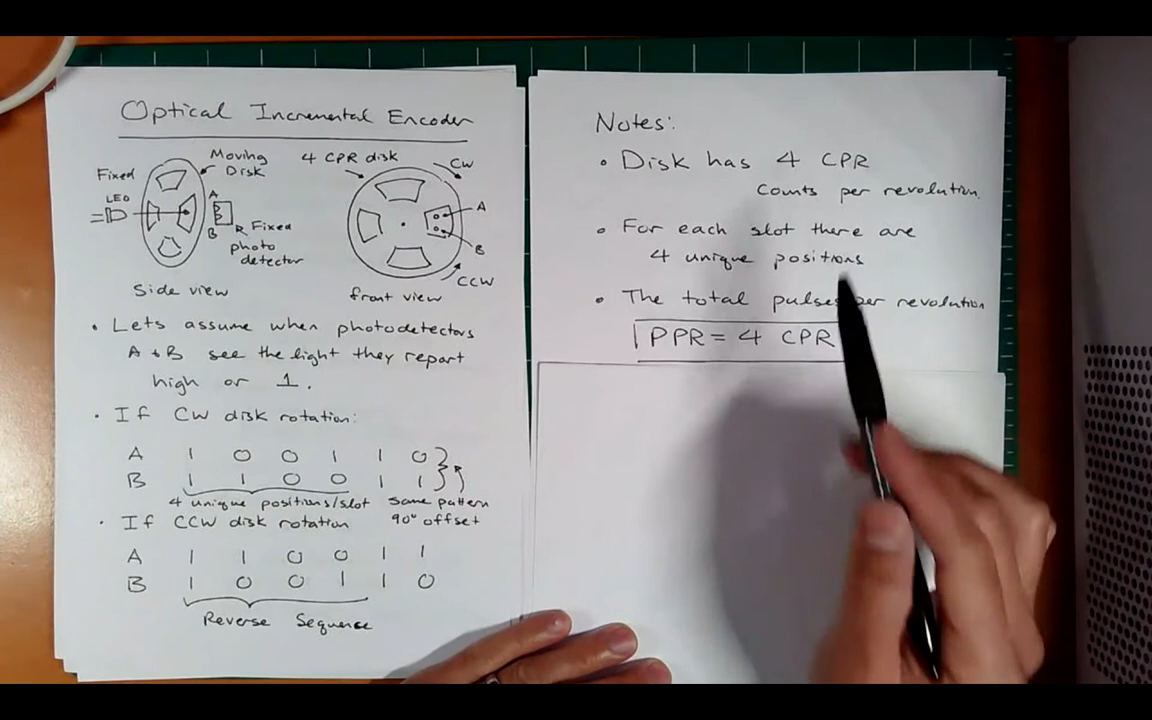 Optical Incremental Encoder
Fixed
LED
Moving
Disk
A
B
Fixed
photo
detector
Side view
4 CPR disk
CW
A
B
CCW
front view
• Lets assume when photodetectors
A + B see the light they report
high or 1.
• If CW disk rotation:
A 1 0 0 1 1 0
B 1 1 0 0 1 1
4 unique positions/slot
same pattern
90° offset
• If CCW disk rotation
A 1 1 0 0 1 1
B 1 0 0 1 1 0
Reverse Sequence
Notes:
• Disk has 4 CPR
Counts per revolution.
• For each slot there are
4 unique positions
• The total pulses per revolution
PPR = 4 CPR